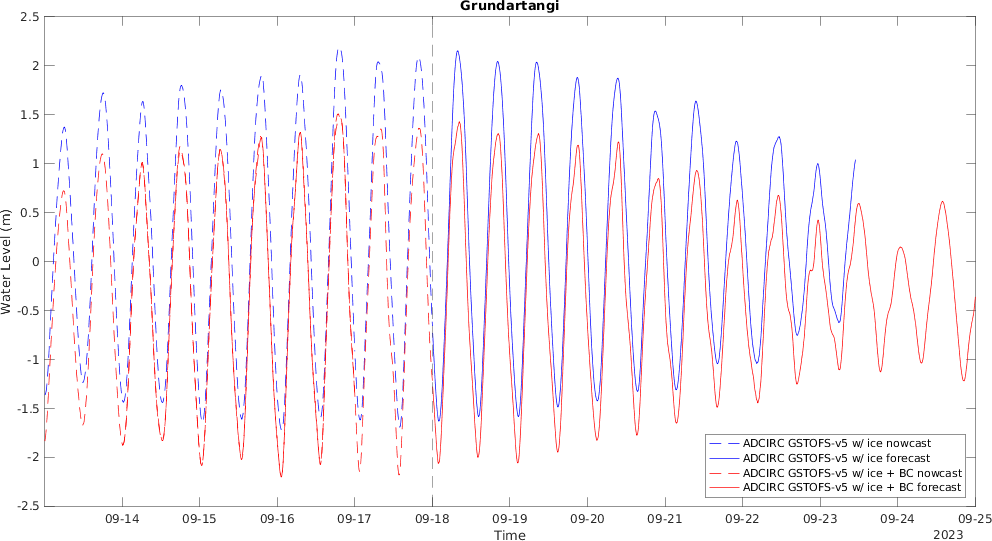 Grundartangi
2.5
2
1.5
1
0.5
0
-0.5
-1
-1.5
-2
-2.5
Water Level (m)
09-14 09-15 09-16 09-17 09-18 09-19 09-20 09-21 09-22 09-23 09-24 09-25
Time
2023
ADCIRC GSTOFS-v5 w/ ice nowcast
ADCIRC GSTOFS-v5 w/ ice forecast
ADCIRC GSTOFS-v5 w/ ice + BC nowcast
ADCIRC GSTOFS-v5 w/ ice + BC forecast